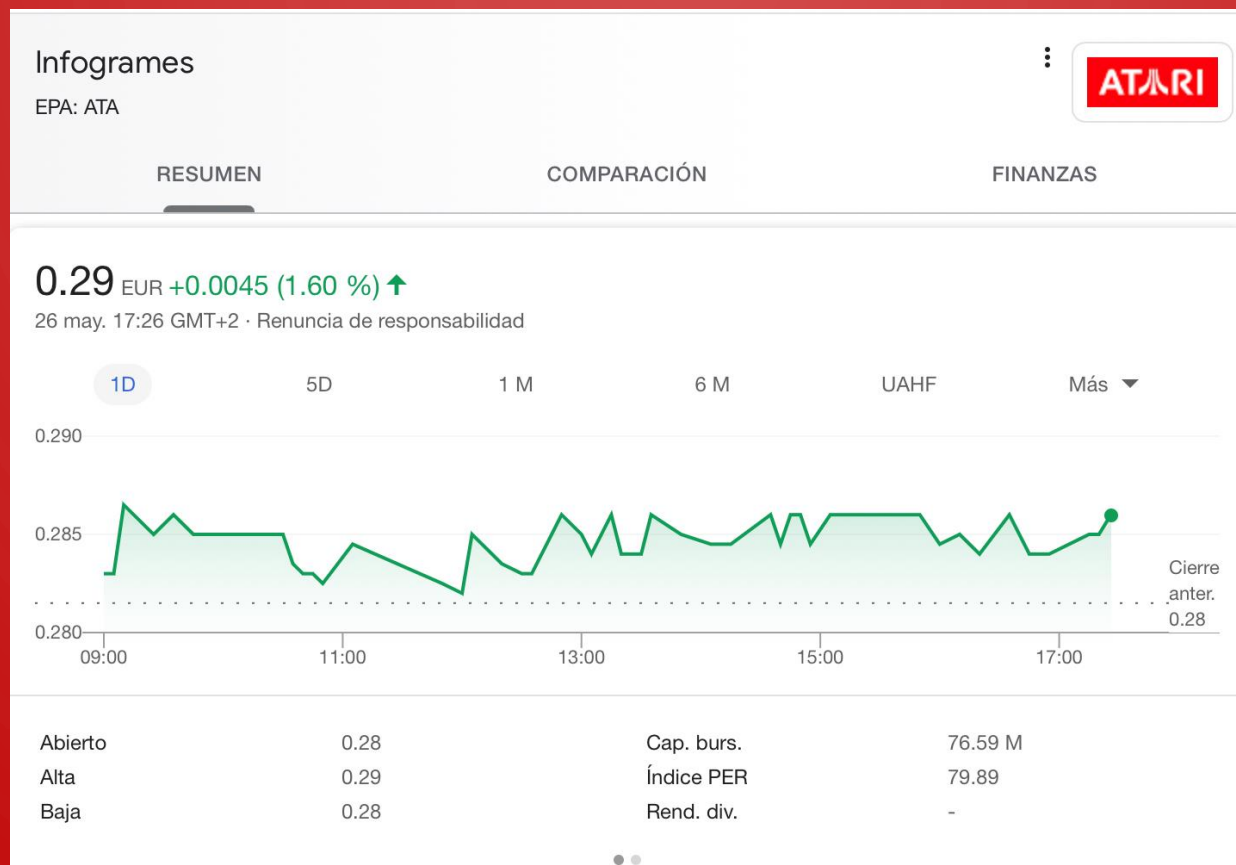 Infogrames
ATARI
EPA: ATA
RESUMEN COMPARACIÓN FINANZAS
0.29 EUR +0.0045 (1.60 %)
26 may. 17:26 GMT+2 · Renuncia de responsabilidad
1D 5D 1 M 6 M UAHF Más
0.290
0.285
0.280
Cierre
anter.
0.28
09:00 11:00 13:00 15:00 17:00
Abierto 0.28 Cap. burs. 76.59 M
Alta 0.29 Índice PER 79.89
Baja 0.28 Rend. div. -